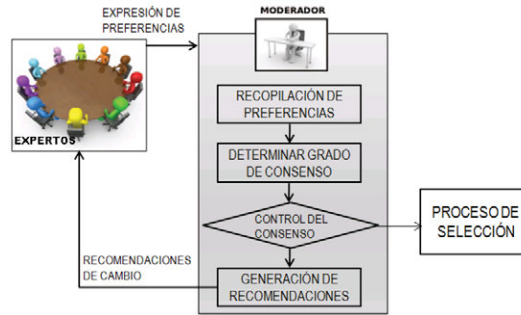 EXPRESIÓN DE
PREFERENCIAS
MODERADOR
EXPERTOS
RECOPILACIÓN DE
PREFERENCIAS
DETERMINAR GRADO
DE CONSENSO
CONTROL DEL
CONSENSO
PROCESO DE
SELECCIÓN
RECOMENDACIONES
DE CAMBIO
GENERACIÓN DE
RECOMENDACIONES